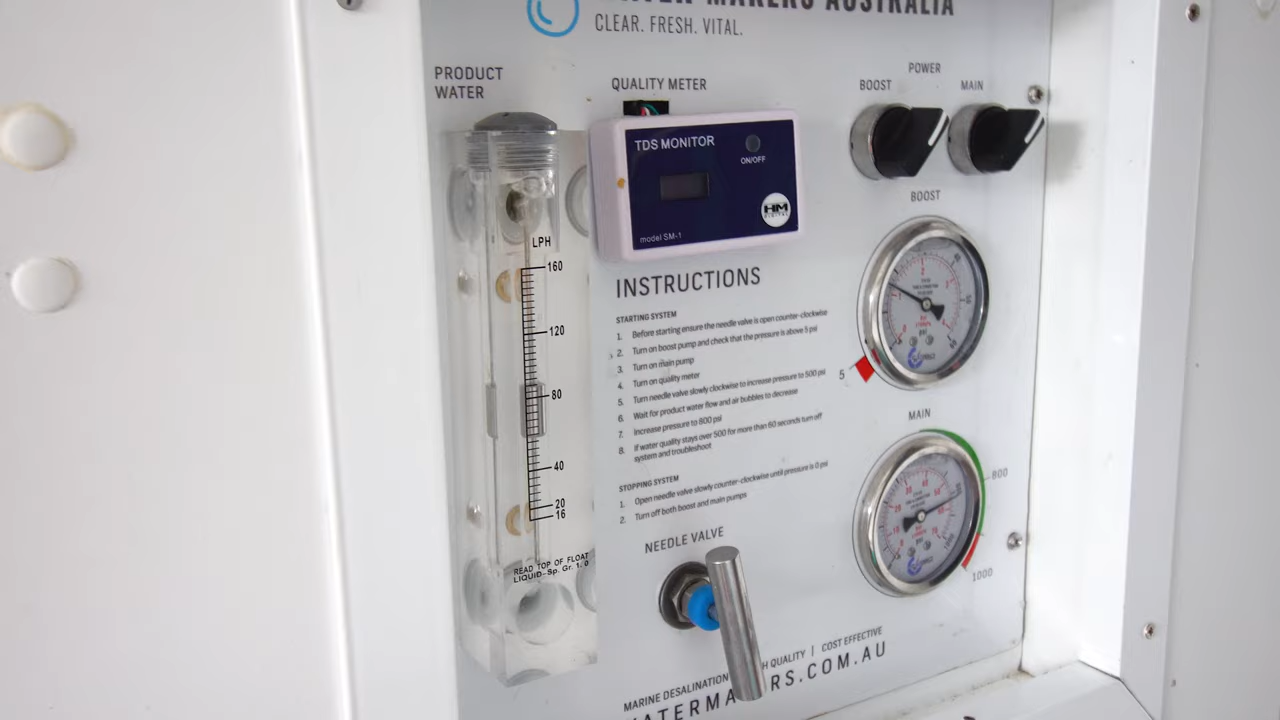 MAKERS AUSTRALIA
CLEAR. FRESH. VITAL.
PRODUCT
WATER
QUALITY METER
POWER
BOOST
MAIN
TDS MONITOR
ON/OFF
HM
DIGITAL
model SM-1
LPH
160
120
80
40
20
16
READ TOP OF FLOAT
LIQUID-Sp. Gr. 1.0
INSTRUCTIONS
STARTING SYSTEM
1. Before starting ensure the needle valve is open counter-clockwise
2. Turn on boost pump and check that the pressure is above 5 psi
3. Turn on main pump
4. Turn on quality meter
5. Turn needle valve slowly clockwise to increase pressure to 500 psi
6. Wait for product water flow and air bubbles to decrease
7. Increase pressure to 800 psi
8. If water quality stays over 500 for more than 60 seconds turn off
system and troubleshoot
STOPPING SYSTEM
1. Open needle valve slowly counter-clockwise until pressure is 0 psi
2. Turn off both boost and main pumps
BOOST
psi
5
MAIN
800
1000
NEEDLE VALVE
MARINE DESALINATION QUALITY | COST EFFECTIVE
RS.COM.AU